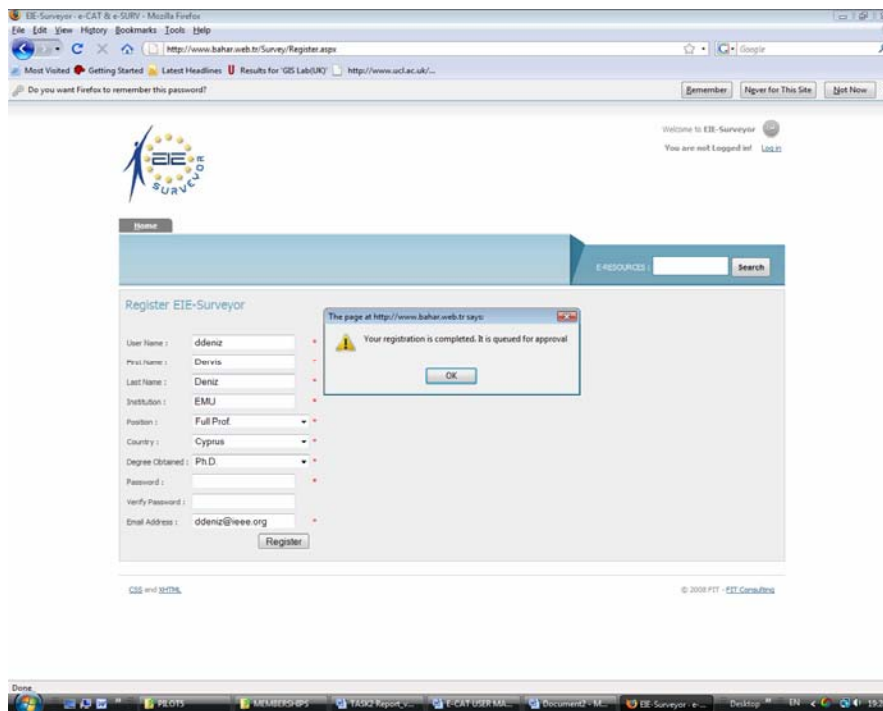 EIE-Surveyor - e-CAT & e-SURV - Mozilla Firefox
File Edit View History Bookmarks Tools Help
http://www.bahar.web.tr/Survey/Register.aspx
Google
Most Visited Getting Started Latest Headlines Results for 'GIS Lab(UK)' http://www.ucl.ac.uk/...
Do you want Firefox to remember this password? Remember Never for This Site Not Now
Welcome to EIE-Surveyor
You are not Logged in! Log in
EIE
SURVEYOR
Home
E-RESOURCES : Search
Register EIE-Surveyor
The page at http://www.bahar.web.tr says:
Your registration is completed. It is queued for approval
OK
User Name : ddeniz *
First Name : Dervis *
Last Name : Deniz *
Institution : EMU *
Position : Full Prof. *
Country : Cyprus *
Degree Obtained : Ph.D. *
Password : *
Verify Password :
Email Address : ddeniz@ieee.org *
Register
CSS and XHTML
© 2008 FIT - FIT Consulting
Done
PILOTS MEMBERSHIPS TASK2 Report_v... E-CAT USER MA... Document2 - M... EIE-Surveyor - e-... Desktop EN